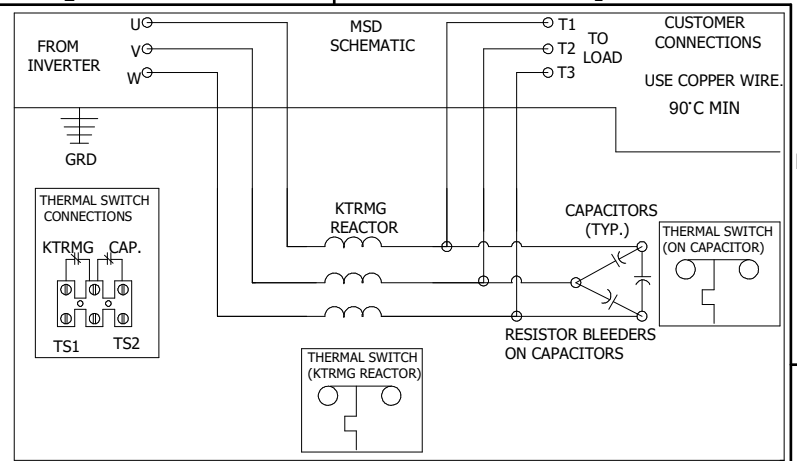 FROM
INVERTER
U
V
W
MSD
SCHEMATIC
T1
T2
T3
TO
LOAD
CUSTOMER
CONNECTIONS
USE COPPER WIRE.
90°C MIN
GRD
THERMAL SWITCH
CONNECTIONS
KTRMG CAP.
TS1 TS2
KTRMG
REACTOR
CAPACITORS
(TYP.)
THERMAL SWITCH
(ON CAPACITOR)
RESISTOR BLEEDERS
ON CAPACITORS
THERMAL SWITCH
(KTRMG REACTOR)